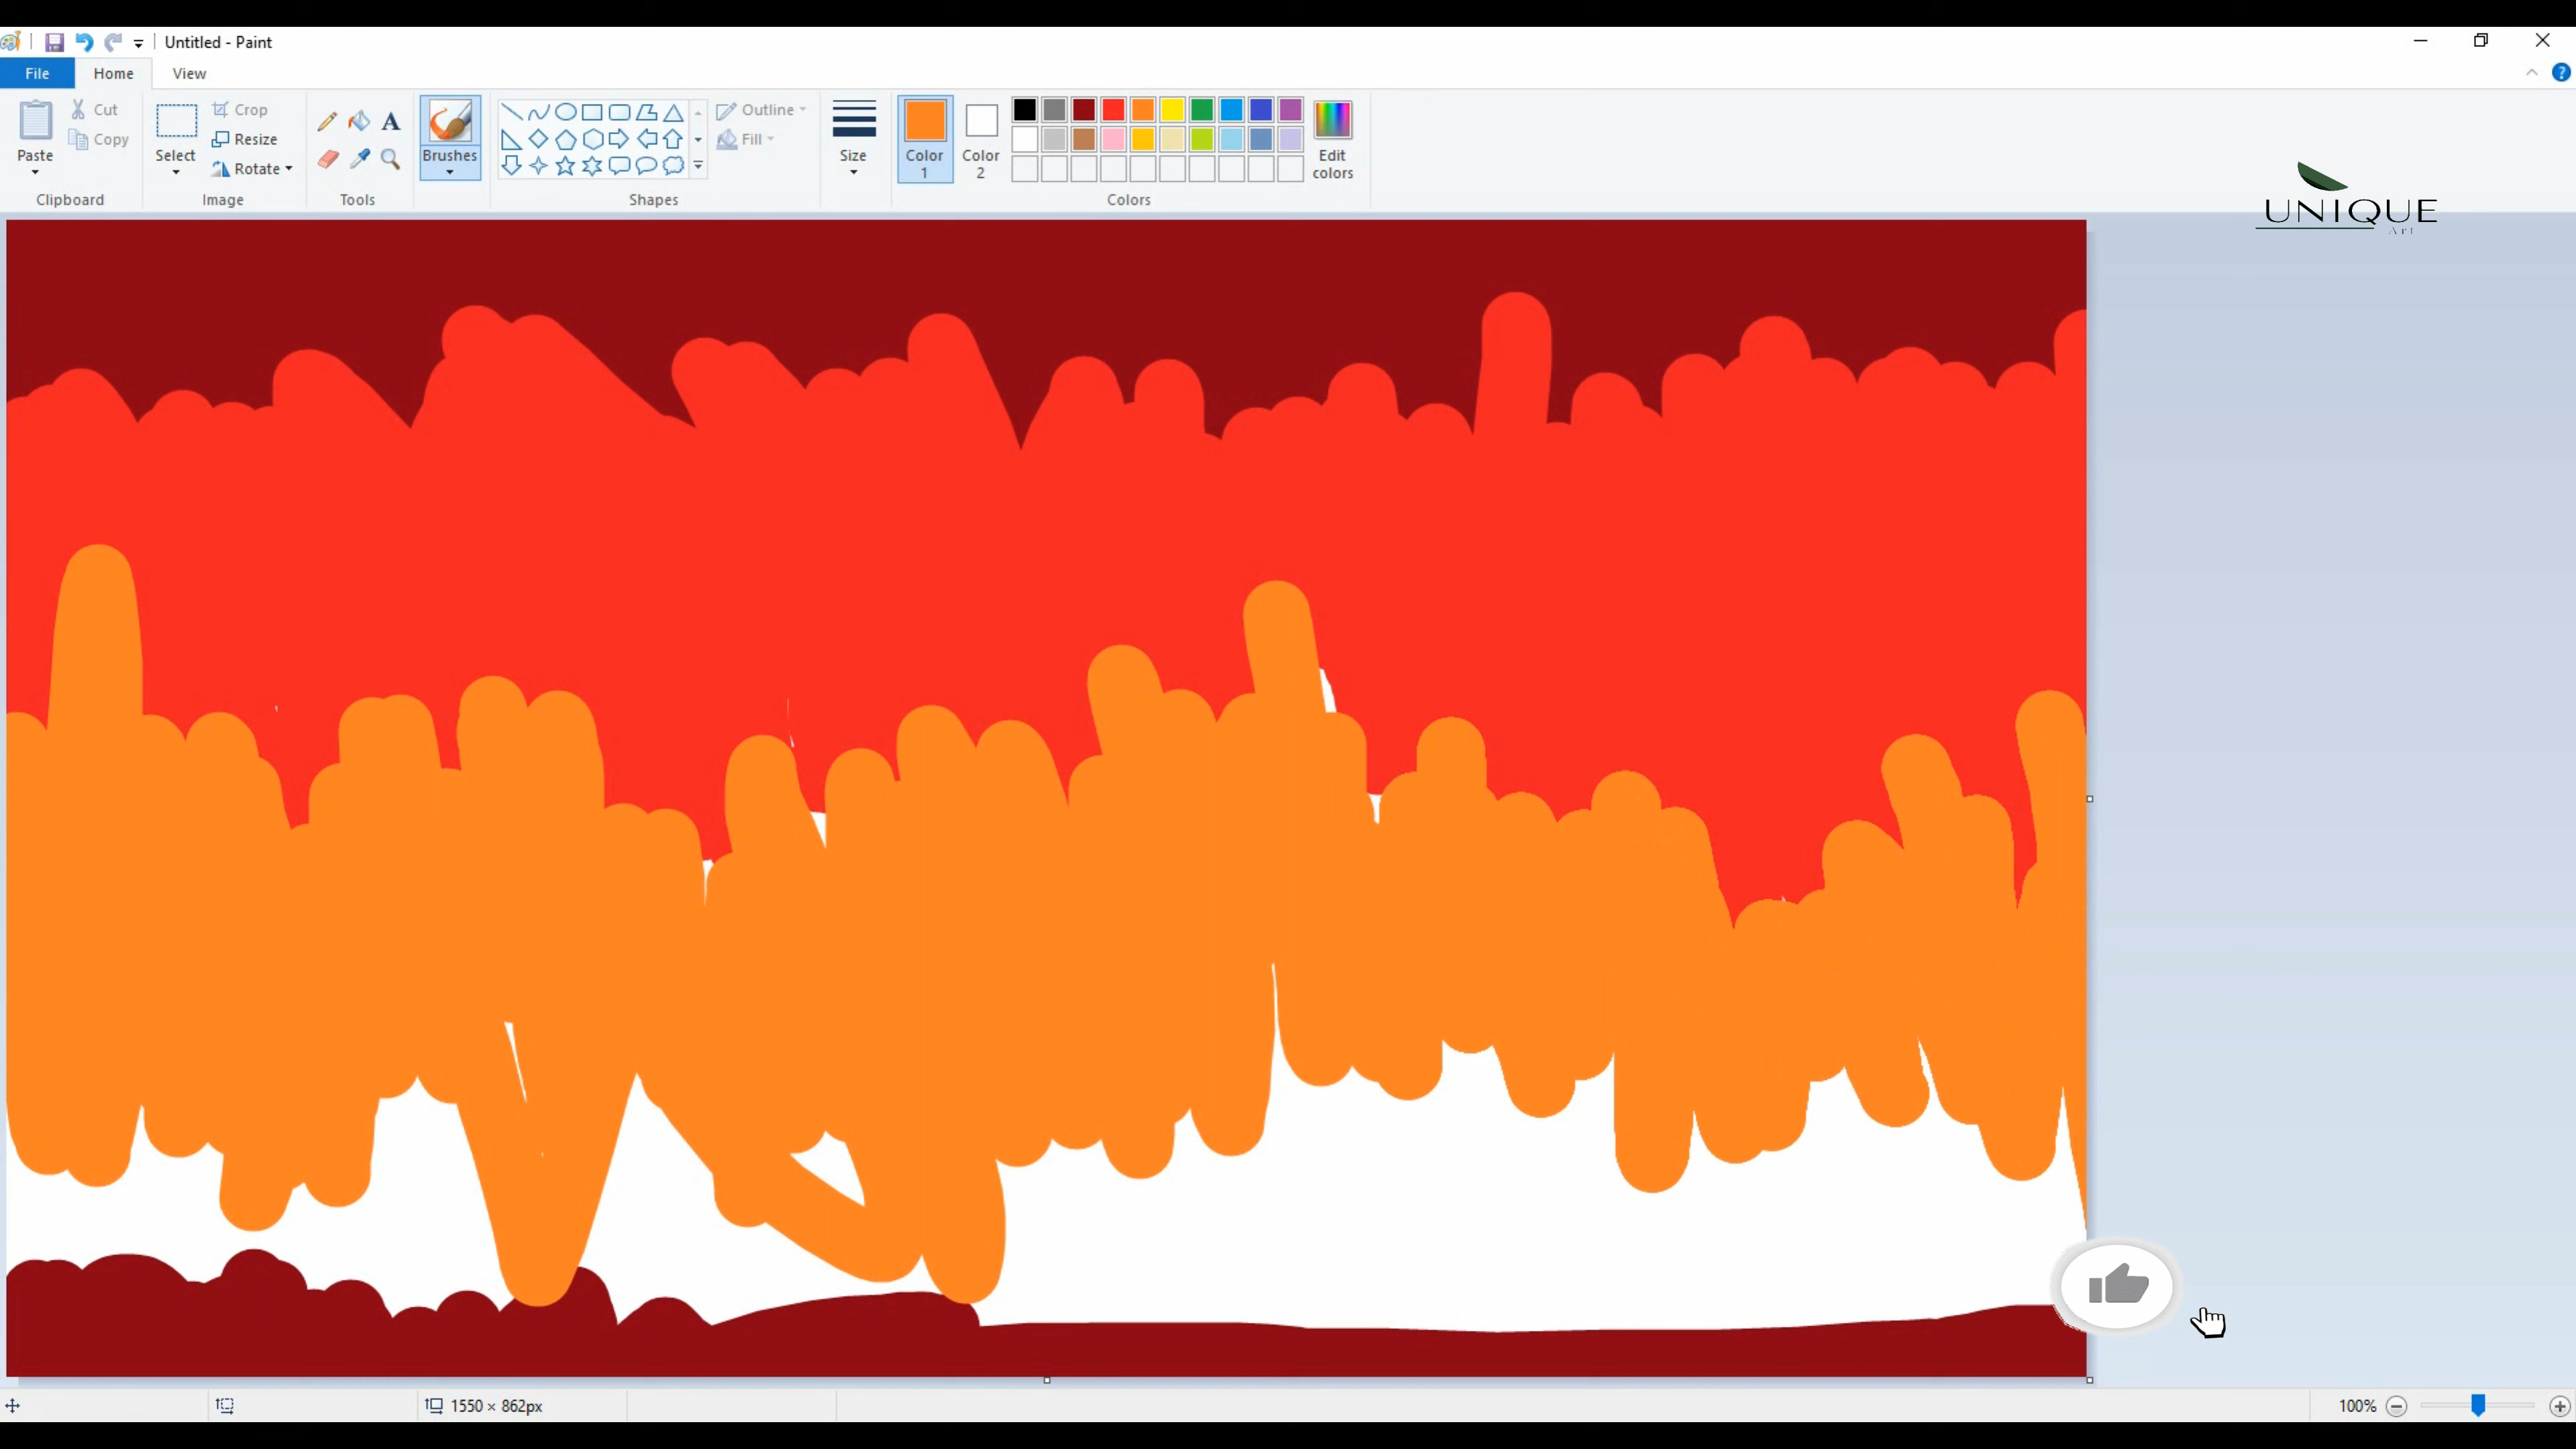 Untitled - Paint
File Home View
Paste
Cut
Copy
Clipboard
Select
Crop
Resize
Rotate
Image
A
Tools
Brushes
Shapes
Outline
Fill
Size
Color 1
Color 2
Edit colors
Colors
?
UNIQUE
Art
1550 × 862px
100%